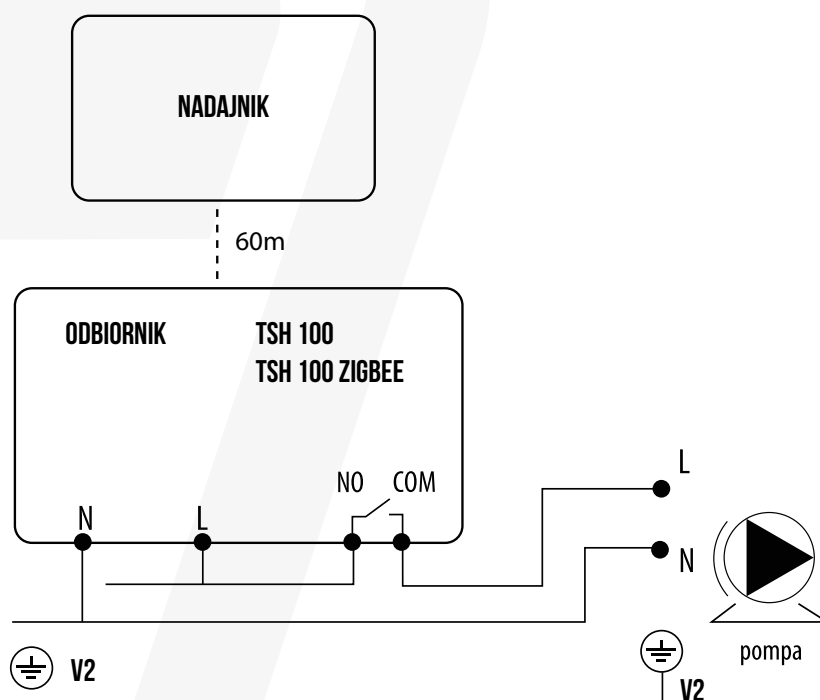 NADAJNIK
60m
ODBIORNIK
TSH 100
TSH 100 ZIGBEE
NO COM
N
L
L
N
pompa
V2
V2